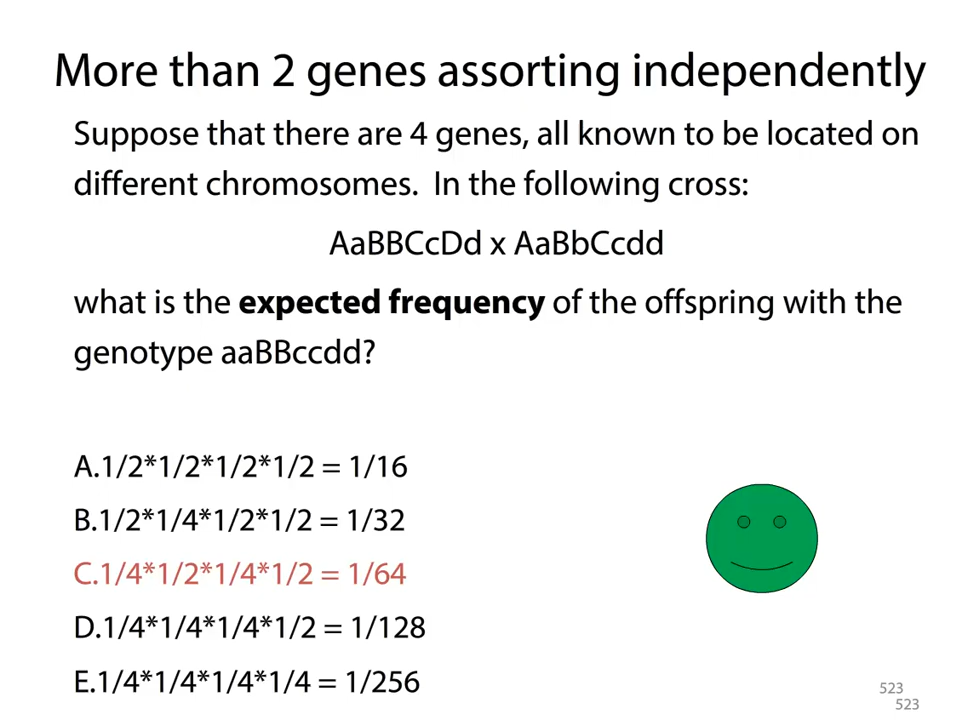 More than 2 genes assorting independently
Suppose that there are 4 genes, all known to be located on
different chromosomes. In the following cross:
AaBBCcDd x AaBbCcdd
what is the expected frequency of the offspring with the
genotype aaBBccdd?
A.1/2*1/2*1/2*1/2 = 1/16
B.1/2*1/4*1/2*1/2 = 1/32
C.1/4*1/2*1/4*1/2 = 1/64
D.1/4*1/4*1/4*1/2 = 1/128
E.1/4*1/4*1/4*1/4 = 1/256
523
523